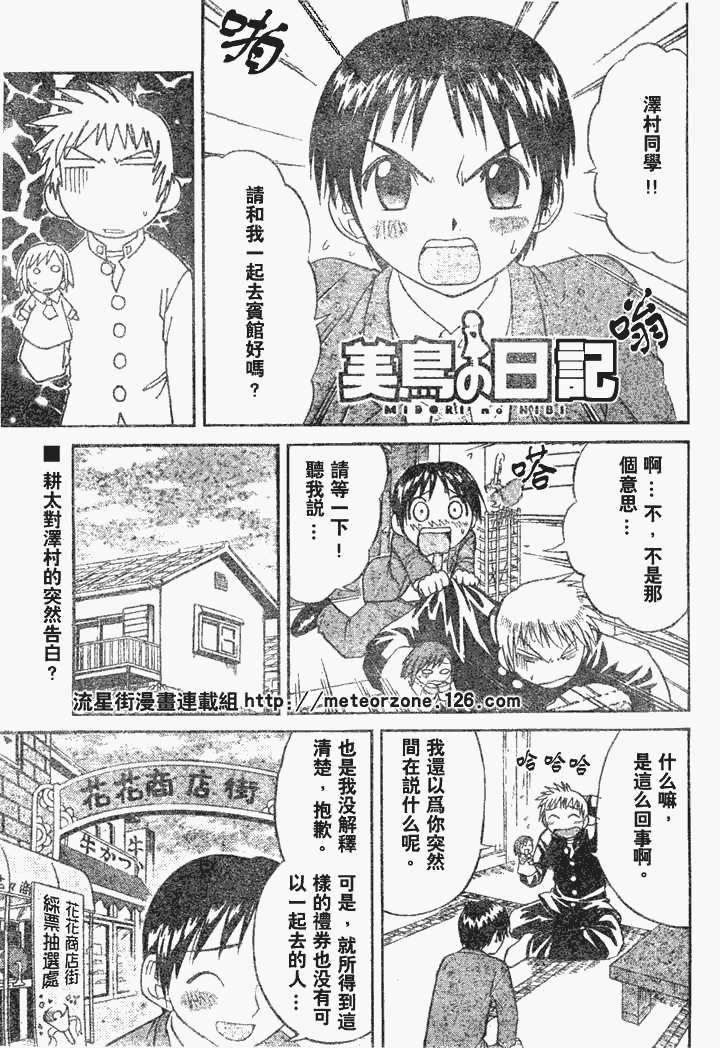 澤村同學!!
請和我一起去賓館好嗎？
啫
嗡
美鳥の日記
MIDORI no HIBI
啊…不，不是那
個意思…
嗒
請等一下！
聽我說…
■耕太對澤村的突然告白？
流星街漫畫連載組 http://meteorzone.126.com
什么嘛，
是這么回事啊。
哈哈哈
我還以爲你突然
間在説什么呢。
也是我没解釋
清楚，抱歉。
可是，就所得到這
樣的禮券也没有可
以一起去的人…
花花商店街
牛かつ
牛
花花商店街
綵票抽選處